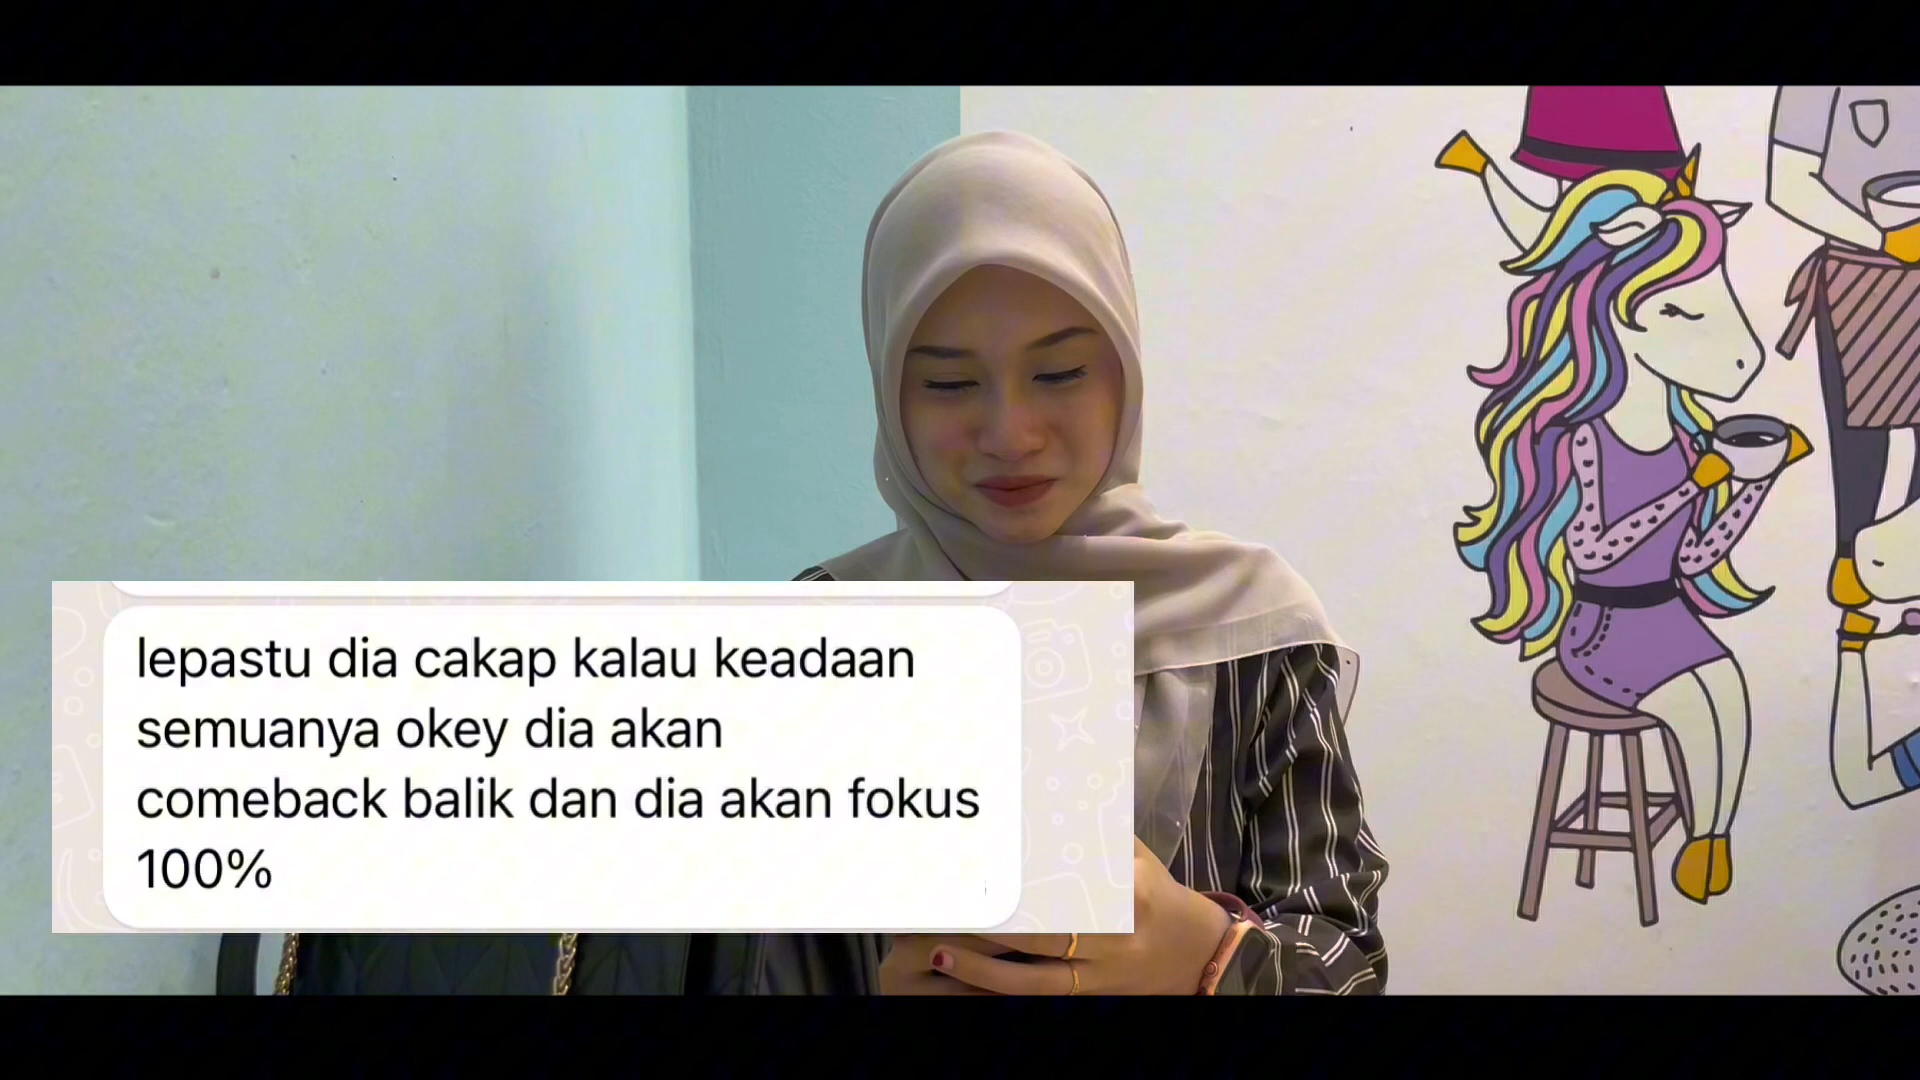 lepastu dia cakap kalau keadaan
semuanya okey dia akan
comeback balik dan dia akan fokus
100%